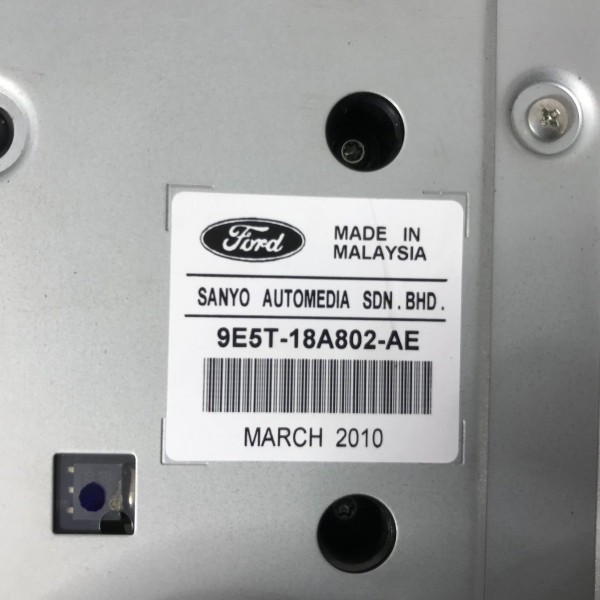 Ford
MADE IN
MALAYSIA
SANYO AUTOMEDIA SDN.BHD.
9E5T-18A802-AE
MARCH 2010